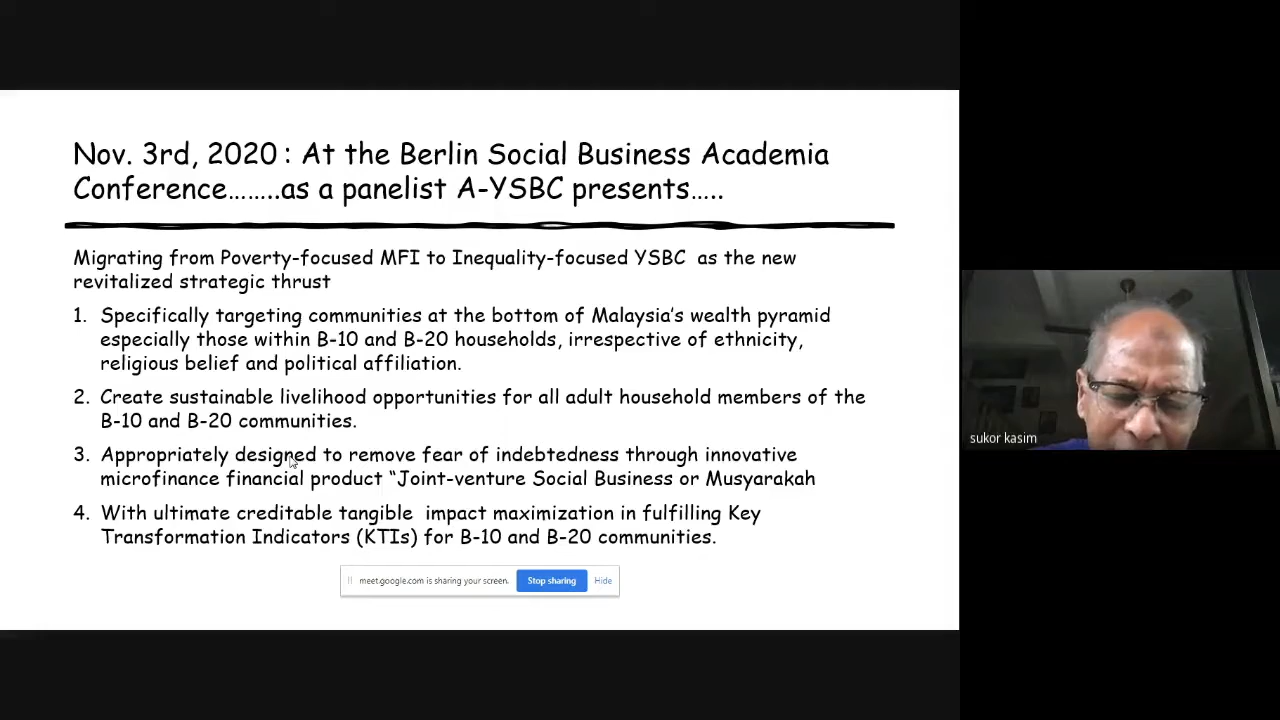 Nov. 3rd, 2020 : At the Berlin Social Business Academia
Conference........as a panelist A-YSBC presents.....
Migrating from Poverty-focused MFI to Inequality-focused YSBC as the new
revitalized strategic thrust
1. Specifically targeting communities at the bottom of Malaysia's wealth pyramid
especially those within B-10 and B-20 households, irrespective of ethnicity,
religious belief and political affiliation.
2. Create sustainable livelihood opportunities for all adult household members of the
B-10 and B-20 communities.
3. Appropriately designed to remove fear of indebtedness through innovative
microfinance financial product “Joint-venture Social Business or Musyarakah
4. With ultimate creditable tangible impact maximization in fulfilling Key
Transformation Indicators (KTIs) for B-10 and B-20 communities.
meet.google.com is sharing your screen. Stop sharing Hide
sukor kasim